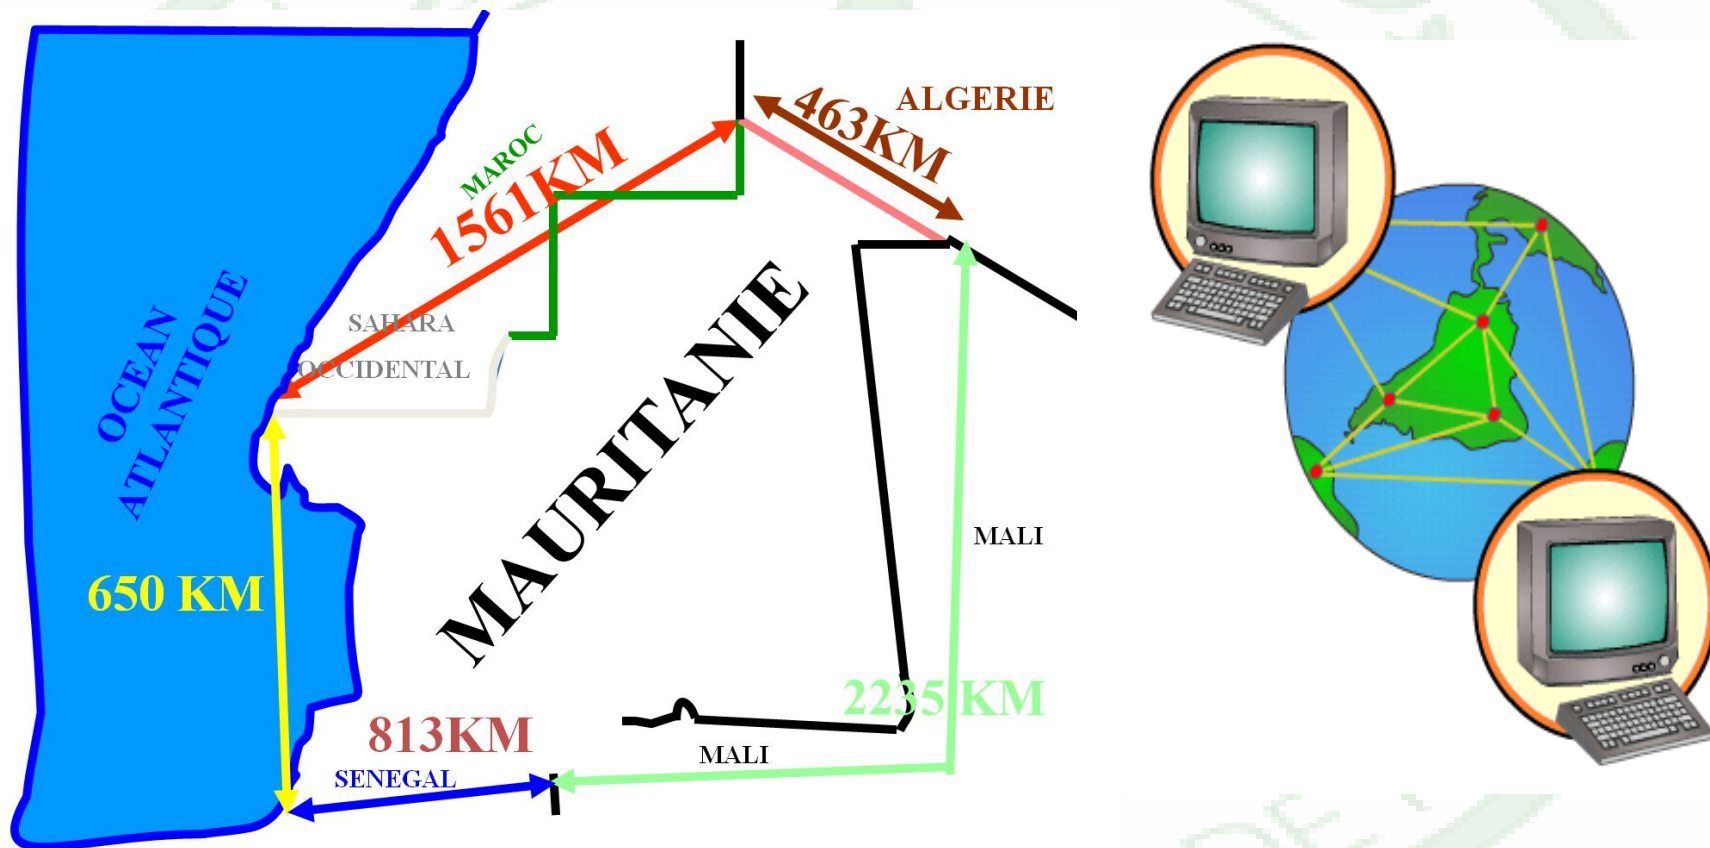 ALGERIE
463KM
MAROC
1561KM
SAHARA
OCCIDENTAL
OCEAN
ATLANTIQUE
MAURITANIE
MALI
650 KM
2235 KM
813KM
MALI
SENEGAL